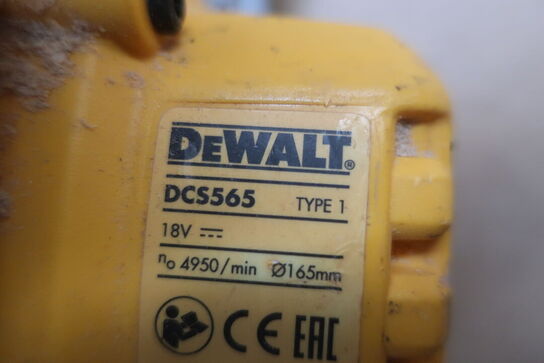 DEWALT®
DCS565 TYPE 1
18V ⎓
n₀ 4950/min Ø165mm
CE EAC